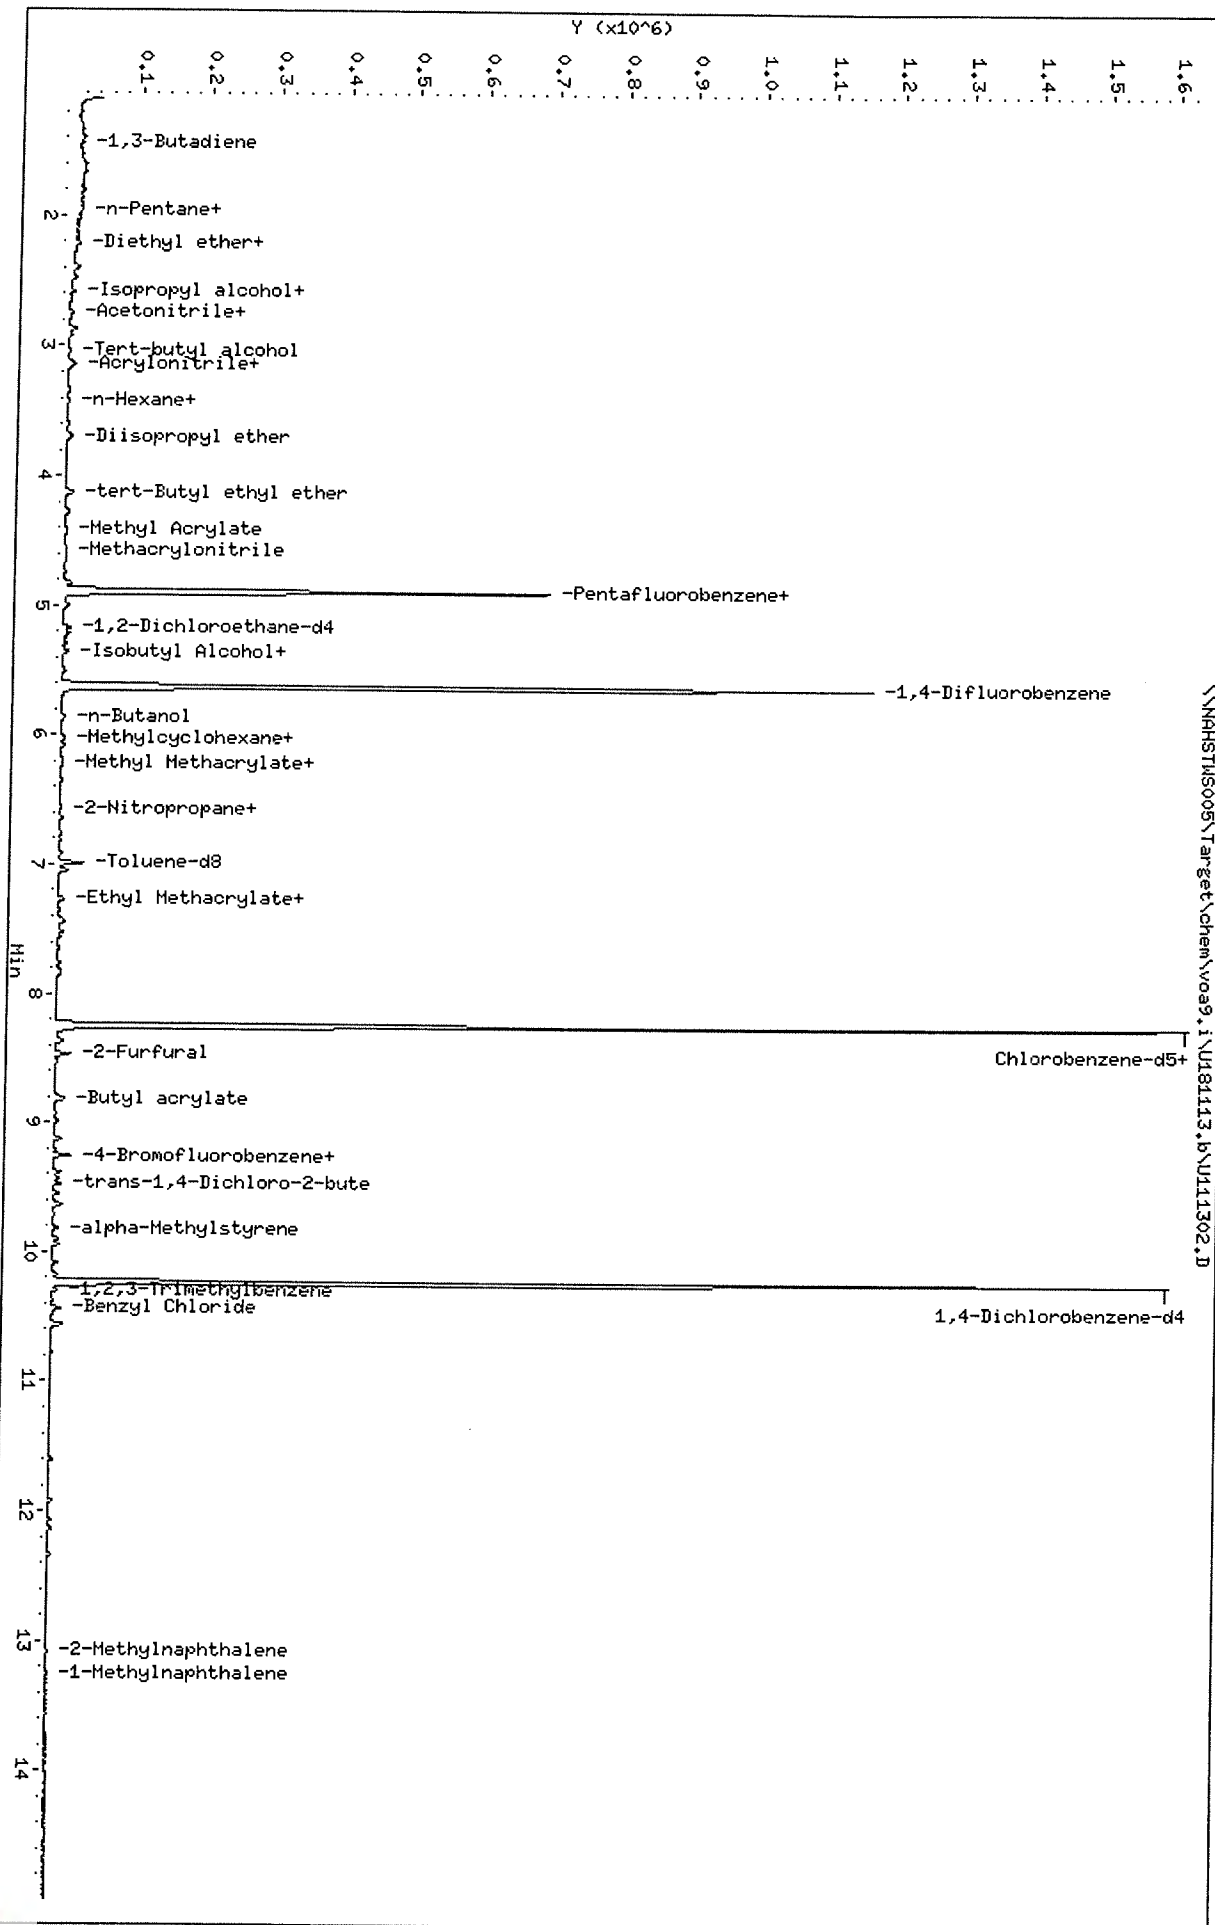 \\NAHSTWS005\Target\chem\voa9.i\U181113.b\U111302.D
Y (x10^6)
0.1
0.2
0.3
0.4
0.5
0.6
0.7
0.8
0.9
1.0
1.1
1.2
1.3
1.4
1.5
1.6
-1,3-Butadiene
-n-Pentane+
-Diethyl ether+
-Isopropyl alcohol+
-Acetonitrile+
-Tert-butyl alcohol
-Acrylonitrile+
-n-Hexane+
-Diisopropyl ether
-tert-Butyl ethyl ether
-Methyl Acrylate
-Methacrylonitrile
-Pentafluorobenzene+
-1,2-Dichloroethane-d4
-Isobutyl Alcohol+
-1,4-Difluorobenzene
-n-Butanol
-Methylcyclohexane+
-Methyl Methacrylate+
-2-Nitropropane+
-Toluene-d8
-Ethyl Methacrylate+
Chlorobenzene-d5+
-2-Furfural
-Butyl acrylate
-4-Bromofluorobenzene+
-trans-1,4-Dichloro-2-bute
-alpha-Methylstyrene
-1,2,3-Trimethylbenzene
-Benzyl Chloride
1,4-Dichlorobenzene-d4
-2-Methylnaphthalene
-1-Methylnaphthalene
2
3
4
5
6
7
8
9
10
11
12
13
14
Min